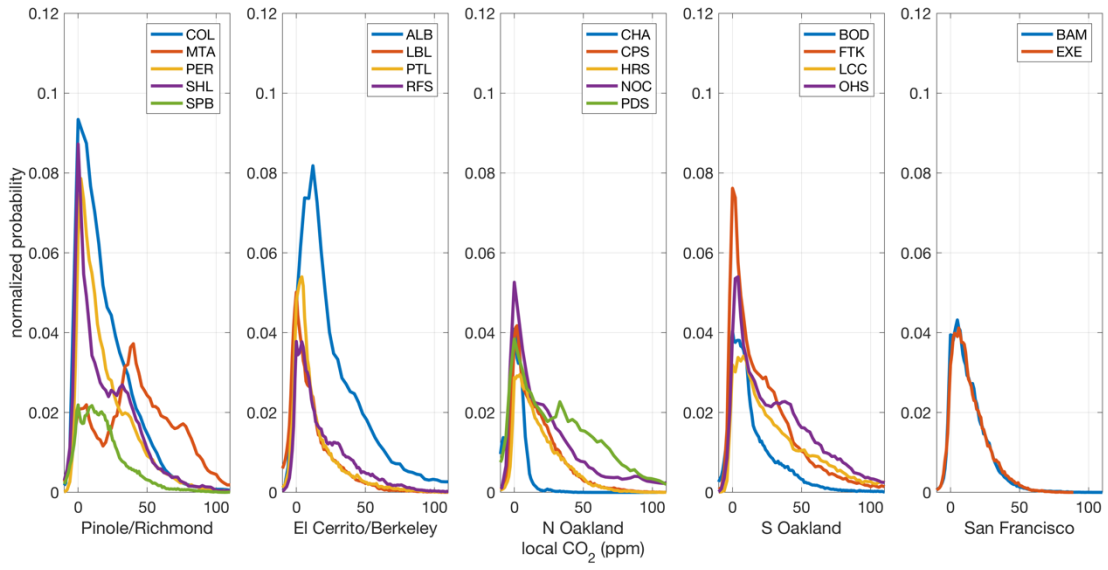 normalized probability
0.12
0.1
0.08
0.06
0.04
0.02
0
COL
MTA
PER
SHL
SPB
0 50 100
Pinole/Richmond
0.12
0.1
0.08
0.06
0.04
0.02
0
ALB
LBL
PTL
RFS
0 50 100
El Cerrito/Berkeley
0.12
0.1
0.08
0.06
0.04
0.02
0
CHA
CPS
HRS
NOC
PDS
0 50 100
N Oakland
local CO₂ (ppm)
0.12
0.1
0.08
0.06
0.04
0.02
0
BOD
FTK
LCC
OHS
0 50 100
S Oakland
0.12
0.1
0.08
0.06
0.04
0.02
0
BAM
EXE
0 50 100
San Francisco